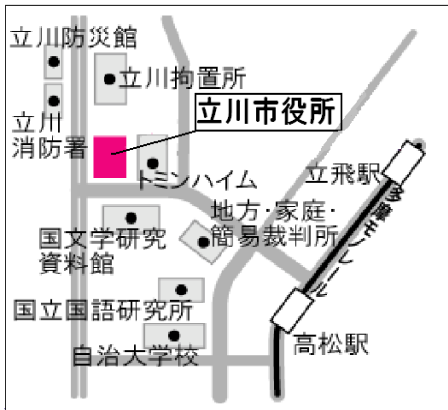 立川防災館
立川拘置所
立川
消防署
立川市役所
トミンハイム
立飛駅
多摩モノレール
地方・家庭・
簡易裁判所
国文学研究
資料館
国立国語研究所
高松駅
自治大学校